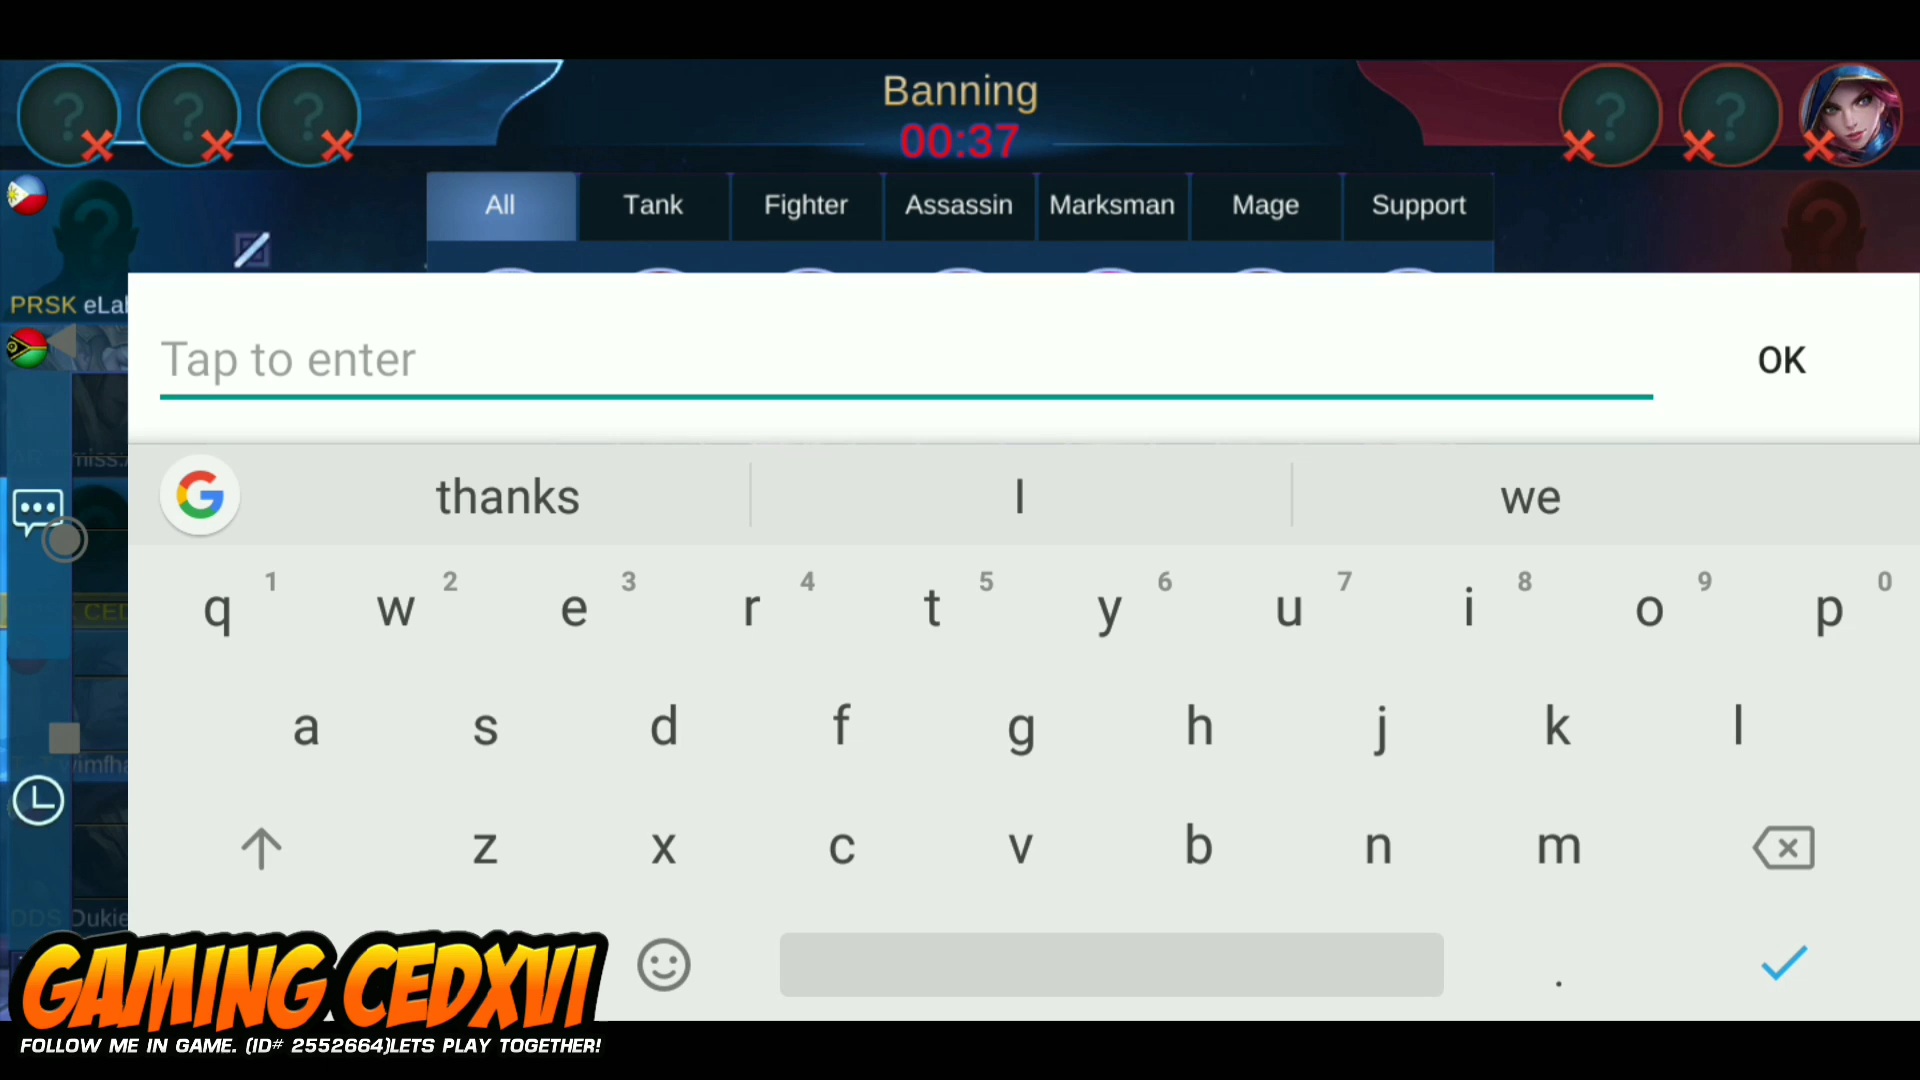 Banning
00:37
All Tank Fighter Assassin Marksman Mage Support
PRSK eLa
Tap to enter
OK
thanks I we
1 2 3 4 5 6 7 8 9 0
q w e r t y u i o p
a s d f g h j k l
z x c v b n m
.
CED
DDS Dukie
GAMING CEDXVI
FOLLOW ME IN GAME. (ID# 2552664)LETS PLAY TOGETHER!